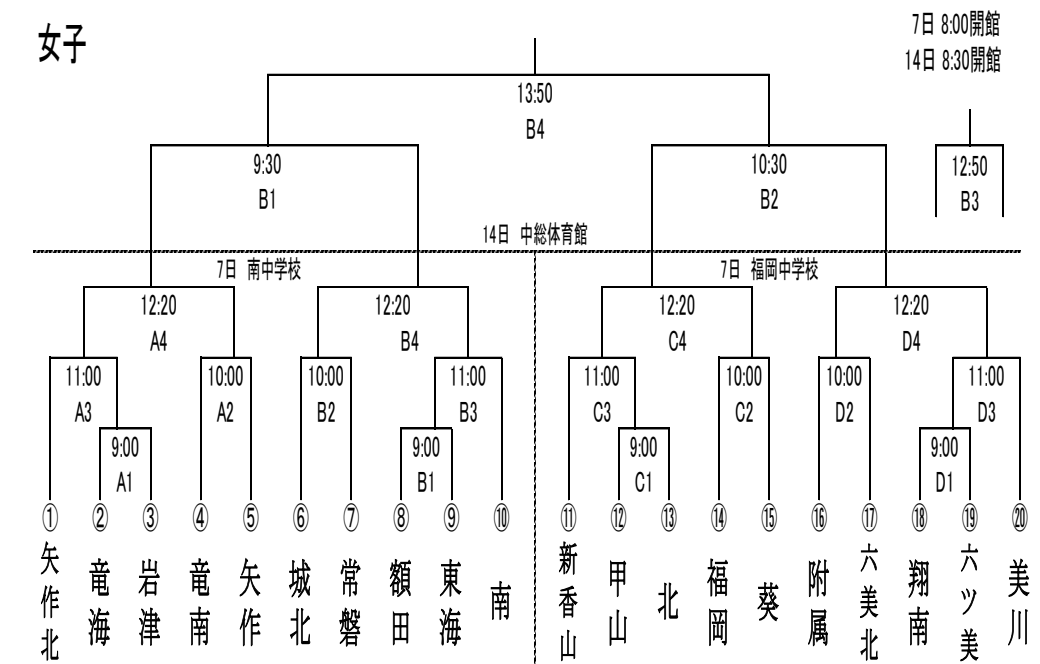 女子
7日 8:00開館
14日 8:30開館
13:50
B4
9:30
B1
10:30
B2
12:50
B3
14日 中総体育館
7日 南中学校
7日 福岡中学校
12:20
A4
12:20
B4
12:20
C4
12:20
D4
11:00
A3
10:00
A2
10:00
B2
11:00
B3
11:00
C3
10:00
C2
10:00
D2
11:00
D3
9:00
A1
9:00
B1
9:00
C1
9:00
D1
① 矢作北
② 竜海
③ 岩津
④ 竜南
⑤ 矢作
⑥ 城北
⑦ 常磐
⑧ 額田
⑨ 東海
⑩ 南
⑪ 新香山
⑫ 甲山
⑬ 北
⑭ 福岡
⑮ 葵
⑯ 附属
⑰ 六美北
⑱ 翔南
⑲ 六ツ美
⑳ 美川